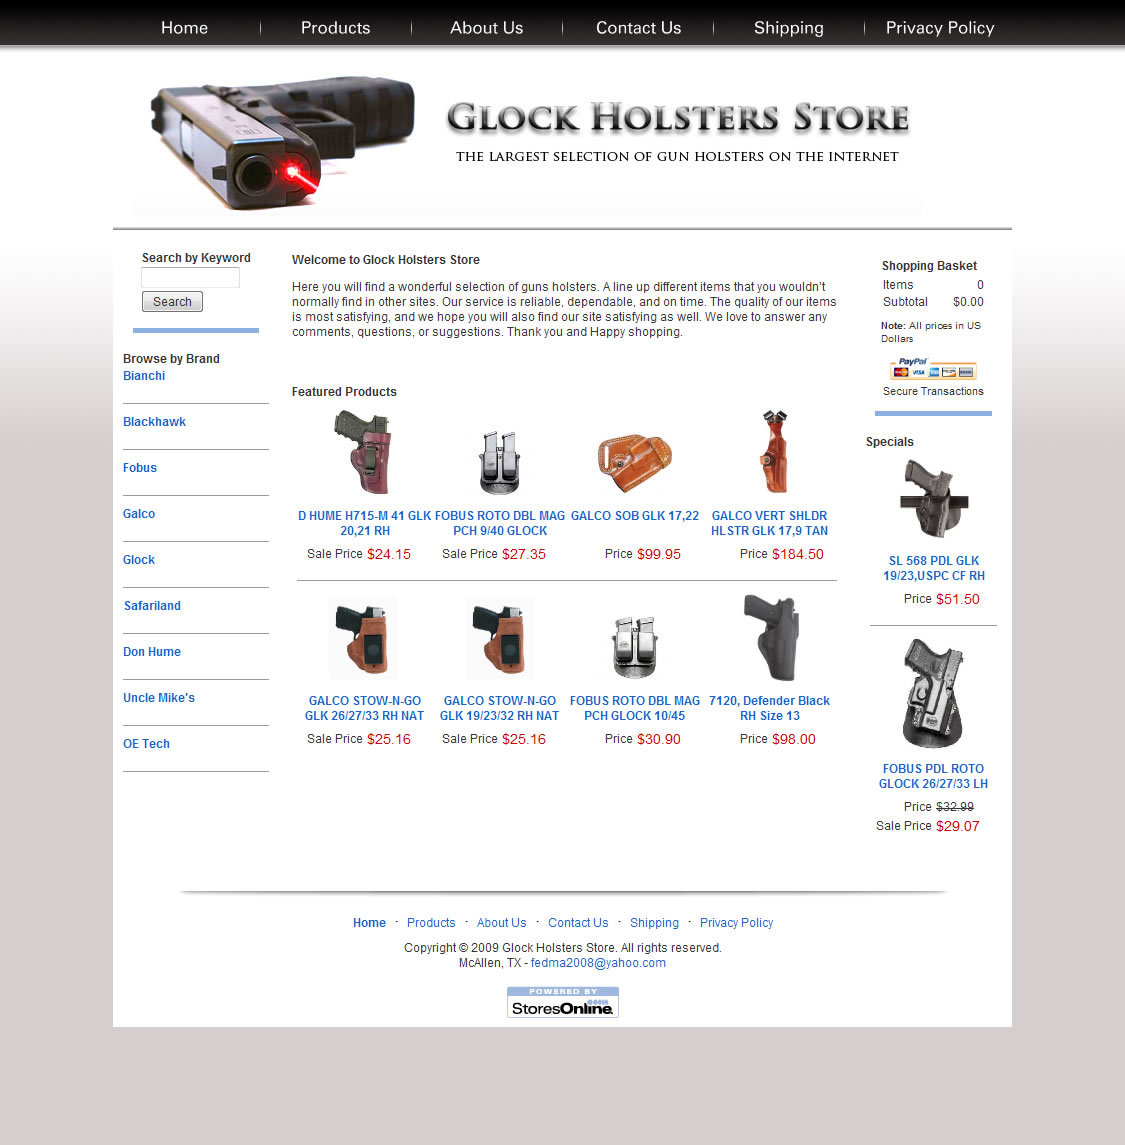 Home
Products
About Us
Contact Us
Shipping
Privacy Policy
Glock Holsters Store
THE LARGEST SELECTION OF GUN HOLSTERS ON THE INTERNET
Search by Keyword
Search
Browse by Brand
Bianchi
Blackhawk
Fobus
Galco
Glock
Safariland
Don Hume
Uncle Mike's
OE Tech
Welcome to Glock Holsters Store
Here you will find a wonderful selection of guns holsters. A line up different items that you wouldn't
normally find in other sites. Our service is reliable, dependable, and on time. The quality of our items
is most satisfying, and we hope you will also find our site satisfying as well. We love to answer any
comments, questions, or suggestions. Thank you and Happy shopping.
Featured Products
D HUME H715-M 41 GLK
20,21 RH
Sale Price $24.15
FOBUS ROTO DBL MAG
PCH 9/40 GLOCK
Sale Price $27.35
GALCO SOB GLK 17,22
Price $99.95
GALCO VERT SHLDR
HLSTR GLK 17,9 TAN
Price $184.50
GALCO STOW-N-GO
GLK 26/27/33 RH NAT
Sale Price $25.16
GALCO STOW-N-GO
GLK 19/23/32 RH NAT
Sale Price $25.16
FOBUS ROTO DBL MAG
PCH GLOCK 10/45
Price $30.90
7120, Defender Black
RH Size 13
Price $98.00
Shopping Basket
Items 0
Subtotal $0.00
Note: All prices in US
Dollars
PayPal
VISA
Secure Transactions
Specials
SL 568 PDL GLK
19/23,USPC CF RH
Price $51.50
FOBUS PDL ROTO
GLOCK 26/27/33 LH
Price $32.99
Sale Price $29.07
Home · Products · About Us · Contact Us · Shipping · Privacy Policy
Copyright © 2009 Glock Holsters Store. All rights reserved.
McAllen, TX - fedma2008@yahoo.com
POWERED BY
StoresOnline